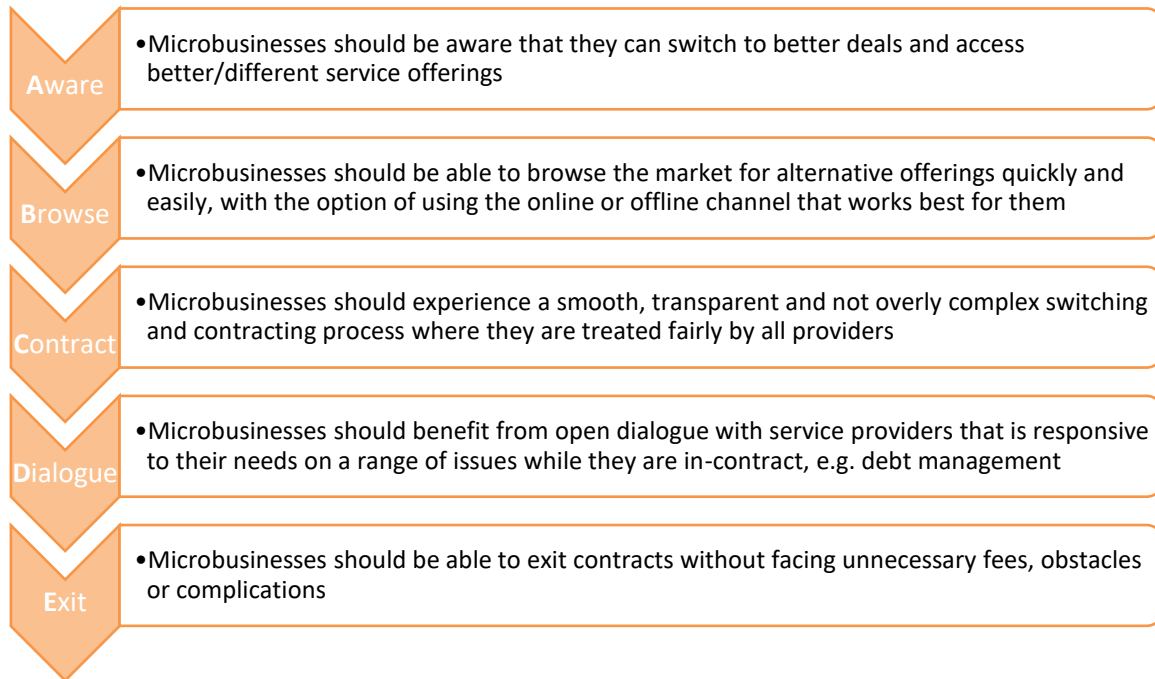 Aware
•Microbusinesses should be aware that they can switch to better deals and access
better/different service offerings
Browse
•Microbusinesses should be able to browse the market for alternative offerings quickly and
easily, with the option of using the online or offline channel that works best for them
Contract
•Microbusinesses should experience a smooth, transparent and not overly complex switching
and contracting process where they are treated fairly by all providers
Dialogue
•Microbusinesses should benefit from open dialogue with service providers that is responsive
to their needs on a range of issues while they are in-contract, e.g. debt management
Exit
•Microbusinesses should be able to exit contracts without facing unnecessary fees, obstacles
or complications